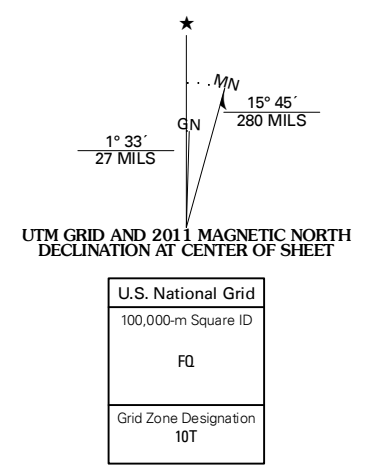 ★
MN
15° 45´
280 MILS
GN
1° 33´
27 MILS
UTM GRID AND 2011 MAGNETIC NORTH
DECLINATION AT CENTER OF SHEET
U.S. National Grid
100,000-m Square ID
FQ
Grid Zone Designation
10T